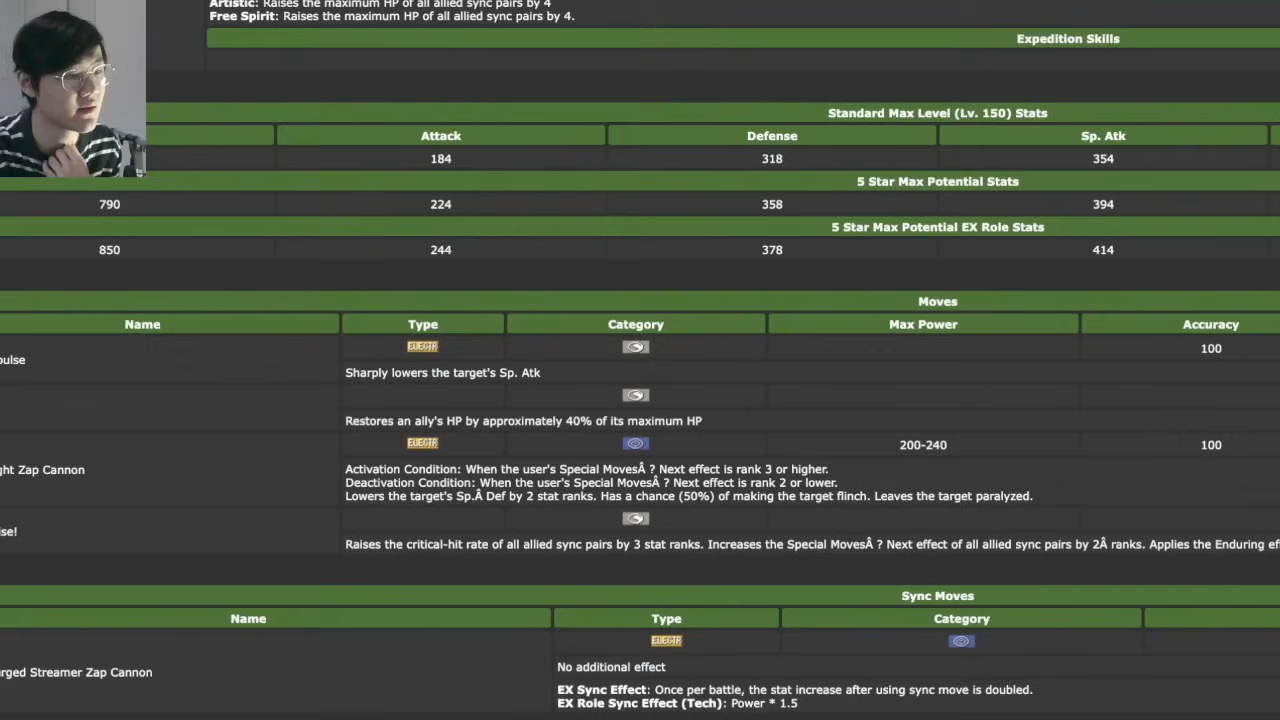 Artistic: Raises the maximum HP of all allied sync pairs by 4
Free Spirit: Raises the maximum HP of all allied sync pairs by 4.
Expedition Skills
Standard Max Level (Lv. 150) Stats
Attack Defense Sp. Atk
184 318 354
5 Star Max Potential Stats
790 224 358 394
5 Star Max Potential EX Role Stats
850 244 378 414
Moves
Name Type Category Max Power Accuracy
ELECTR 100
pulse
Sharply lowers the target's Sp. Atk
Restores an ally's HP by approximately 40% of its maximum HP
ELECTR 200-240 100
ght Zap Cannon
Activation Condition: When the user's Special MovesÂ ? Next effect is rank 3 or higher.
Deactivation Condition: When the user's Special MovesÂ ? Next effect is rank 2 or lower.
Lowers the target's Sp.Â Def by 2 stat ranks. Has a chance (50%) of making the target flinch. Leaves the target paralyzed.
ise!
Raises the critical-hit rate of all allied sync pairs by 3 stat ranks. Increases the Special MovesÂ ? Next effect of all allied sync pairs by 2Â ranks. Applies the Enduring ef
Sync Moves
Name Type Category
ELECTR
arged Streamer Zap Cannon
No additional effect
EX Sync Effect: Once per battle, the stat increase after using sync move is doubled.
EX Role Sync Effect (Tech): Power * 1.5